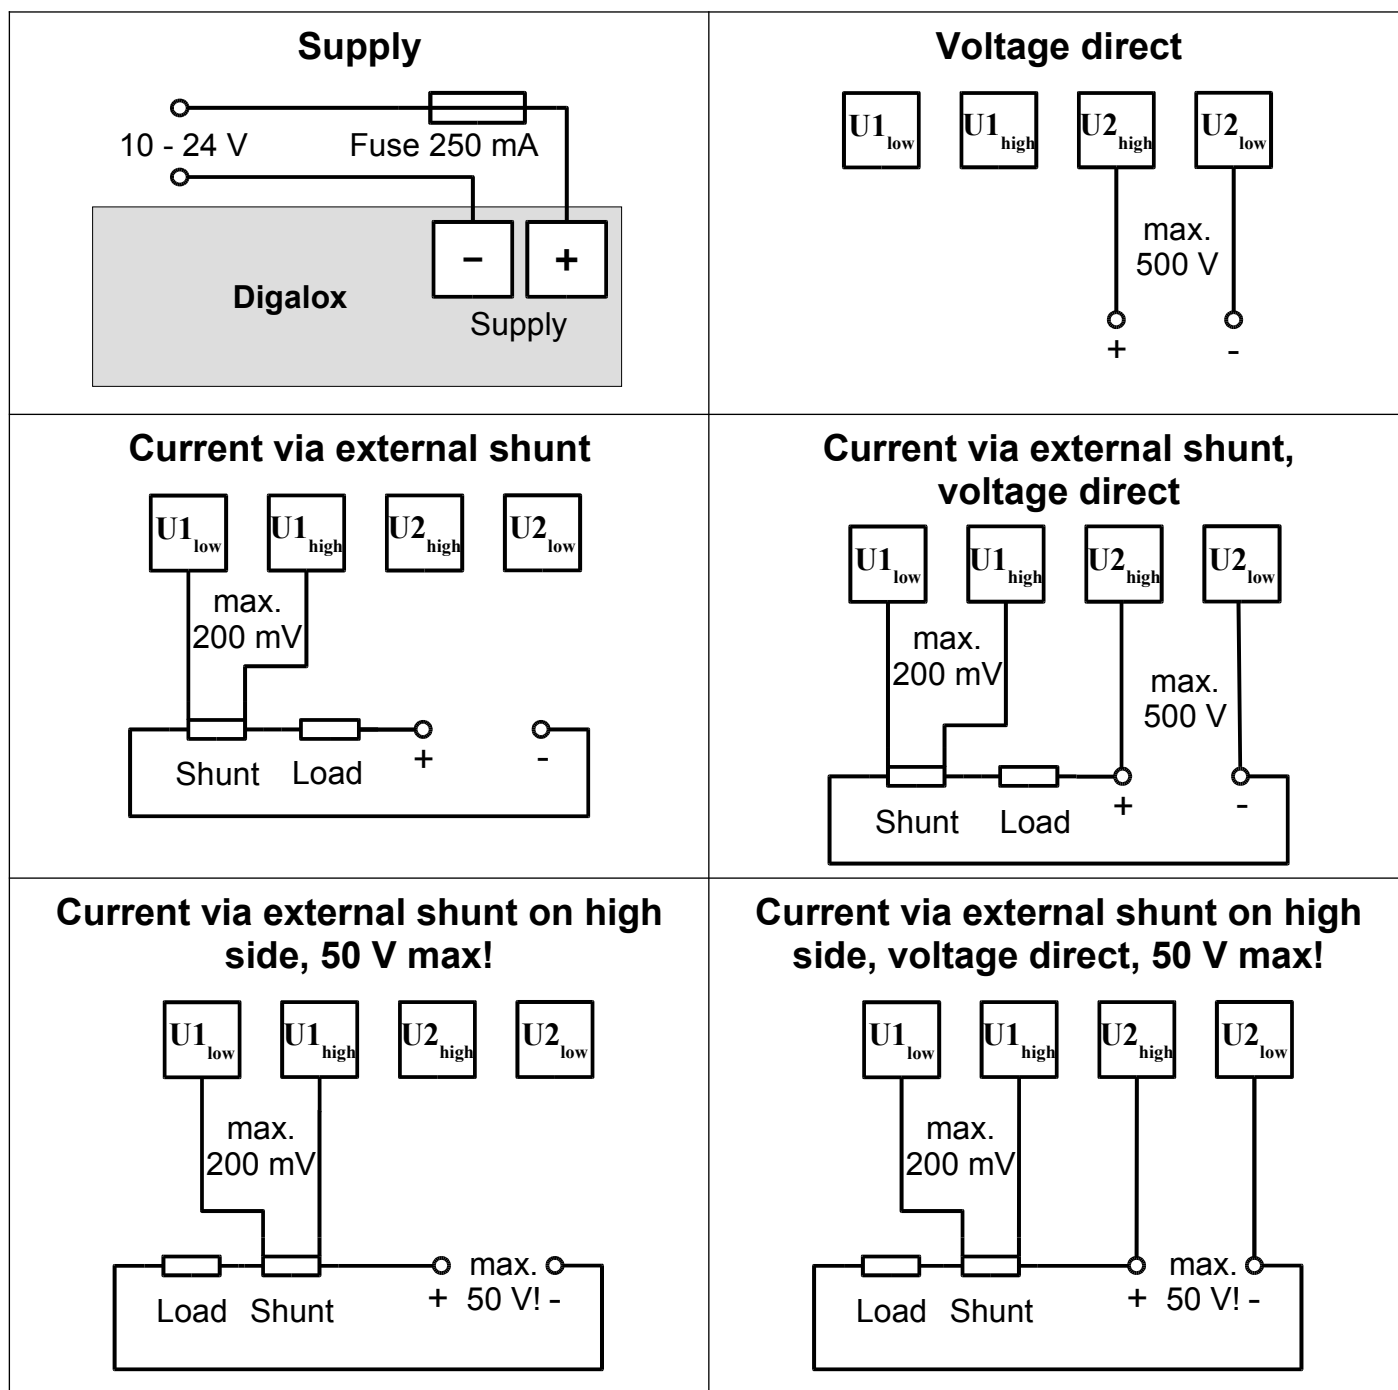 Supply
10 - 24 V
Fuse 250 mA
− +
Digalox
Supply
Voltage direct
U1low U1high U2high U2low
max.
500 V
+ -
Current via external shunt
U1low U1high U2high U2low
max.
200 mV
Shunt Load + -
Current via external shunt,
voltage direct
U1low U1high U2high U2low
max.
200 mV
max.
500 V
Shunt Load + -
Current via external shunt on high
side, 50 V max!
U1low U1high U2high U2low
max.
200 mV
max.
Load Shunt + 50 V! -
Current via external shunt on high
side, voltage direct, 50 V max!
U1low U1high U2high U2low
max.
200 mV
max.
Load Shunt + 50 V! -